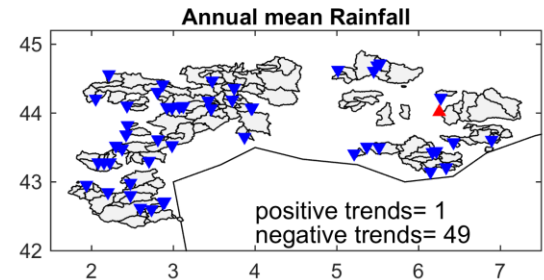 Annual mean Rainfall
45
44
43
42
positive trends= 1
negative trends= 49
2 3 4 5 6 7